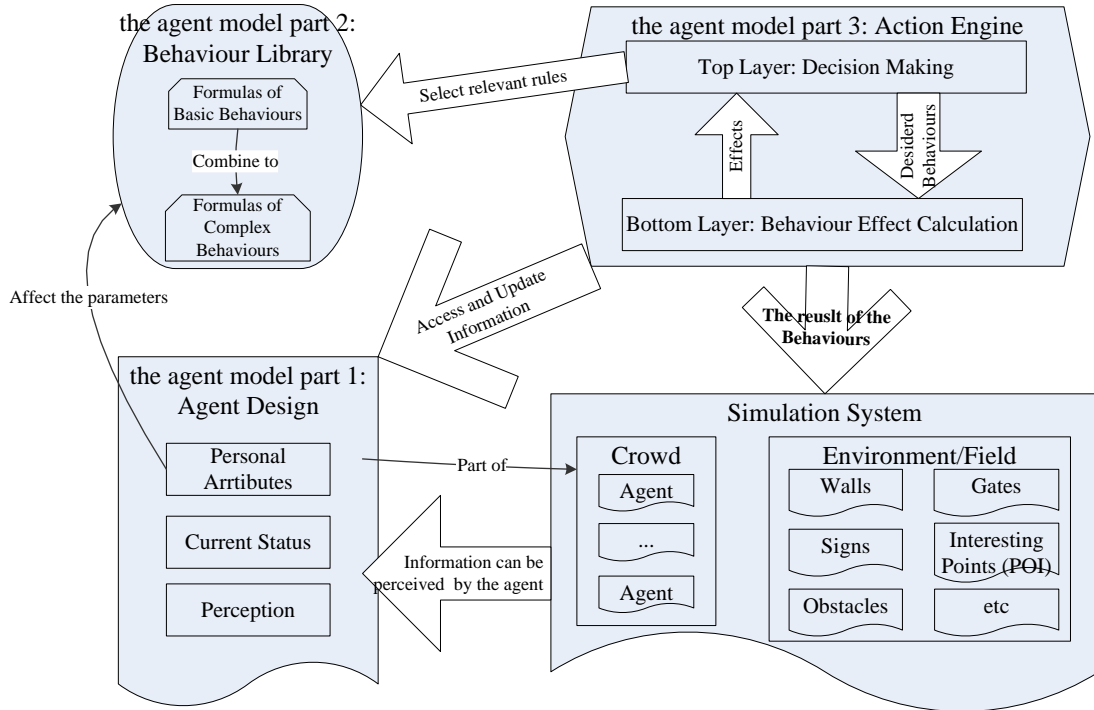 the agent model part 2:
Behaviour Library
Formulas of
Basic Behaviours
Combine to
Formulas of
Complex
Behaviours
Select relevant rules
the agent model part 3: Action Engine
Top Layer: Decision Making
Effects
Desiderd
Behaviours
Bottom Layer: Behaviour Effect Calculation
Affect the parameters
Access and Update
Information
The reuslt of the
Behaviours
the agent model part 1:
Agent Design
Personal
Arrtibutes
Current Status
Perception
Part of
Information can be
perceived by the agent
Simulation System
Crowd
Agent
...
Agent
Environment/Field
Walls
Gates
Signs
Interesting
Points (POI)
Obstacles
etc